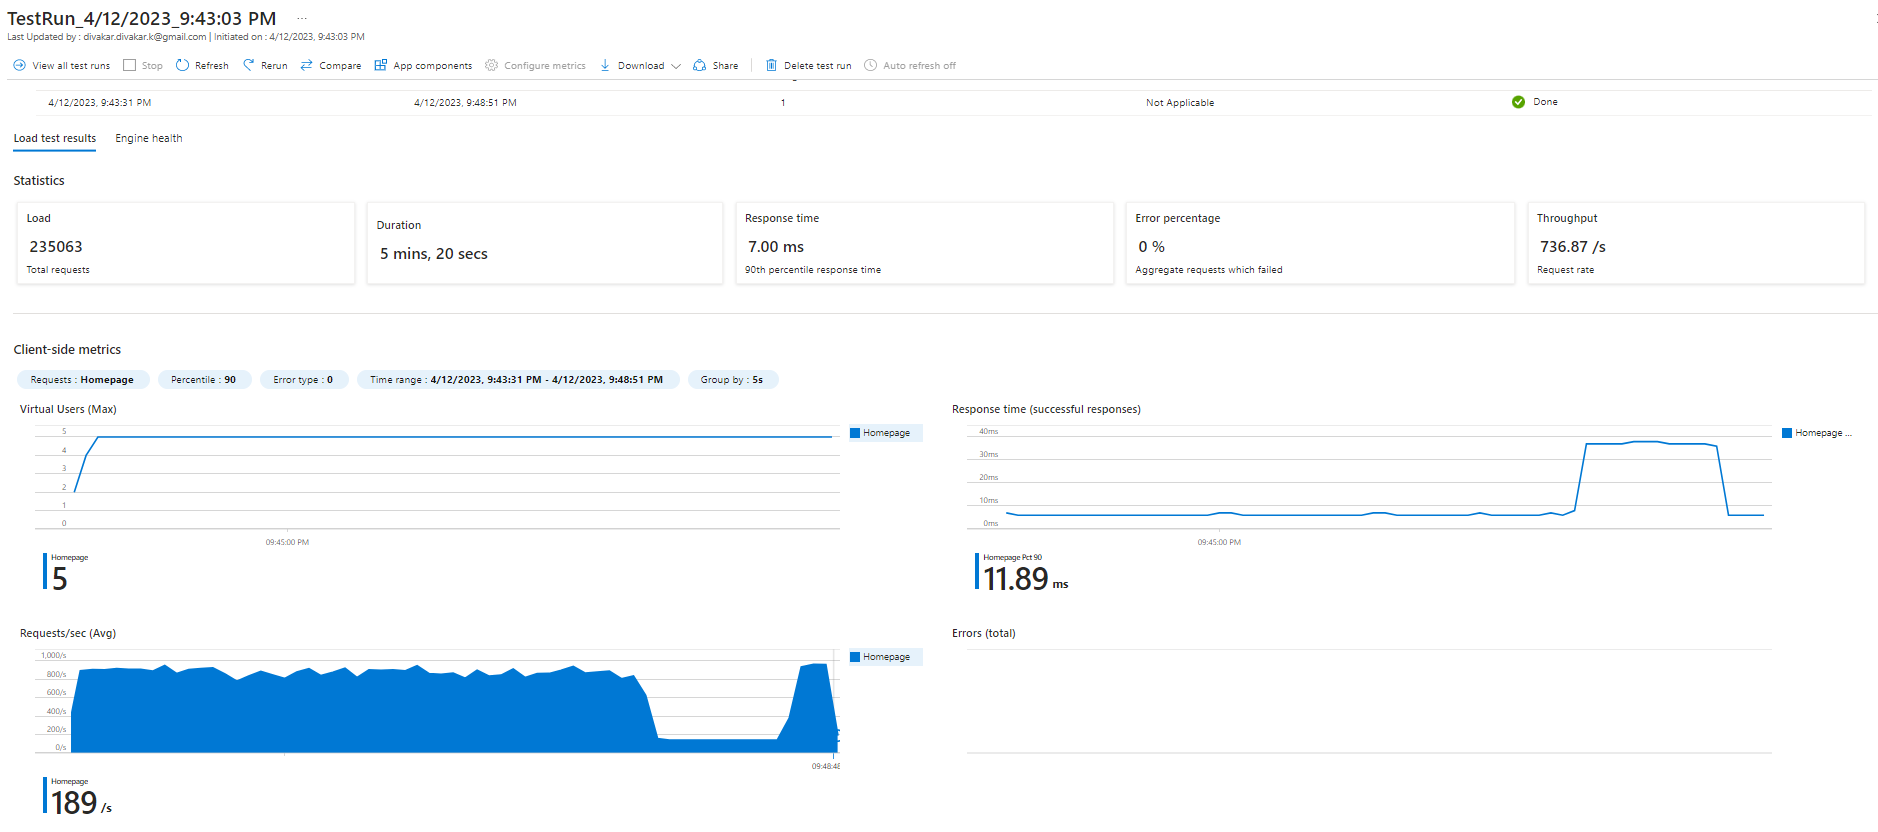 TestRun_4/12/2023_9:43:03 PM ...
Last Updated by : divakar.divakar.k@gmail.com | Initiated on : 4/12/2023, 9:43:03 PM
View all test runs Stop Refresh Rerun Compare App components Configure metrics Download Share Delete test run Auto refresh off
4/12/2023, 9:43:31 PM 4/12/2023, 9:48:51 PM 1 Not Applicable Done
Load test results Engine health
Statistics
Load
235063
Total requests
Duration
5 mins, 20 secs
Response time
7.00 ms
90th percentile response time
Error percentage
0 %
Aggregate requests which failed
Throughput
736.87 /s
Request rate
Client-side metrics
Requests : Homepage Percentile : 90 Error type : 0 Time range : 4/12/2023, 9:43:31 PM - 4/12/2023, 9:48:51 PM Group by : 5s
Virtual Users (Max)
5
4
3
2
1
0
09:45:00 PM
Homepage
Homepage
5
Response time (successful responses)
40ms
30ms
20ms
10ms
0ms
09:45:00 PM
Homepage ...
Homepage Pct 90
11.89 ms
Requests/sec (Avg)
1,000/s
800/s
600/s
400/s
200/s
0/s
09:48:48
Homepage
Homepage
189 /s
Errors (total)